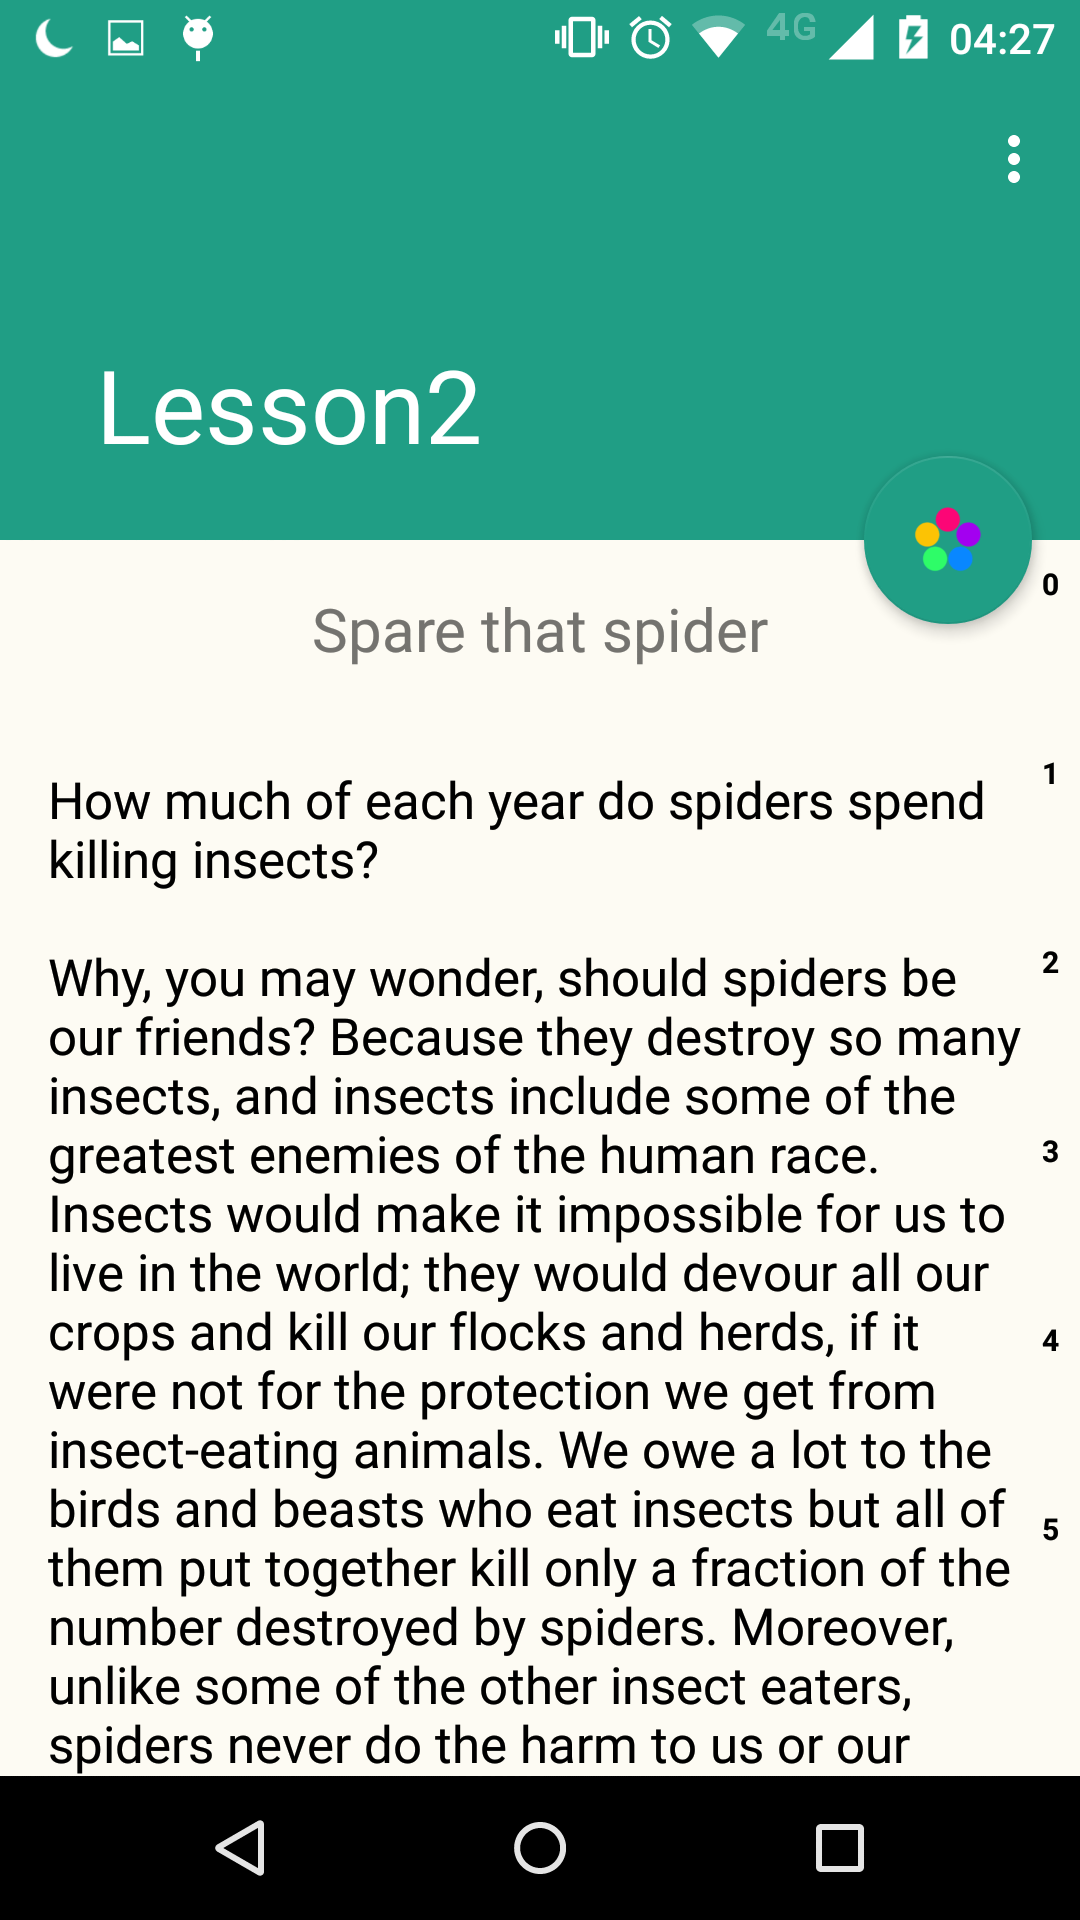 4G 04:27
Lesson2
0
Spare that spider
1
How much of each year do spiders spend
killing insects?
2
Why, you may wonder, should spiders be
our friends? Because they destroy so many
insects, and insects include some of the
3
greatest enemies of the human race.
Insects would make it impossible for us to
live in the world; they would devour all our
4
crops and kill our flocks and herds, if it
were not for the protection we get from
insect-eating animals. We owe a lot to the
birds and beasts who eat insects but all of
5
them put together kill only a fraction of the
number destroyed by spiders. Moreover,
unlike some of the other insect eaters,
spiders never do the harm to us or our